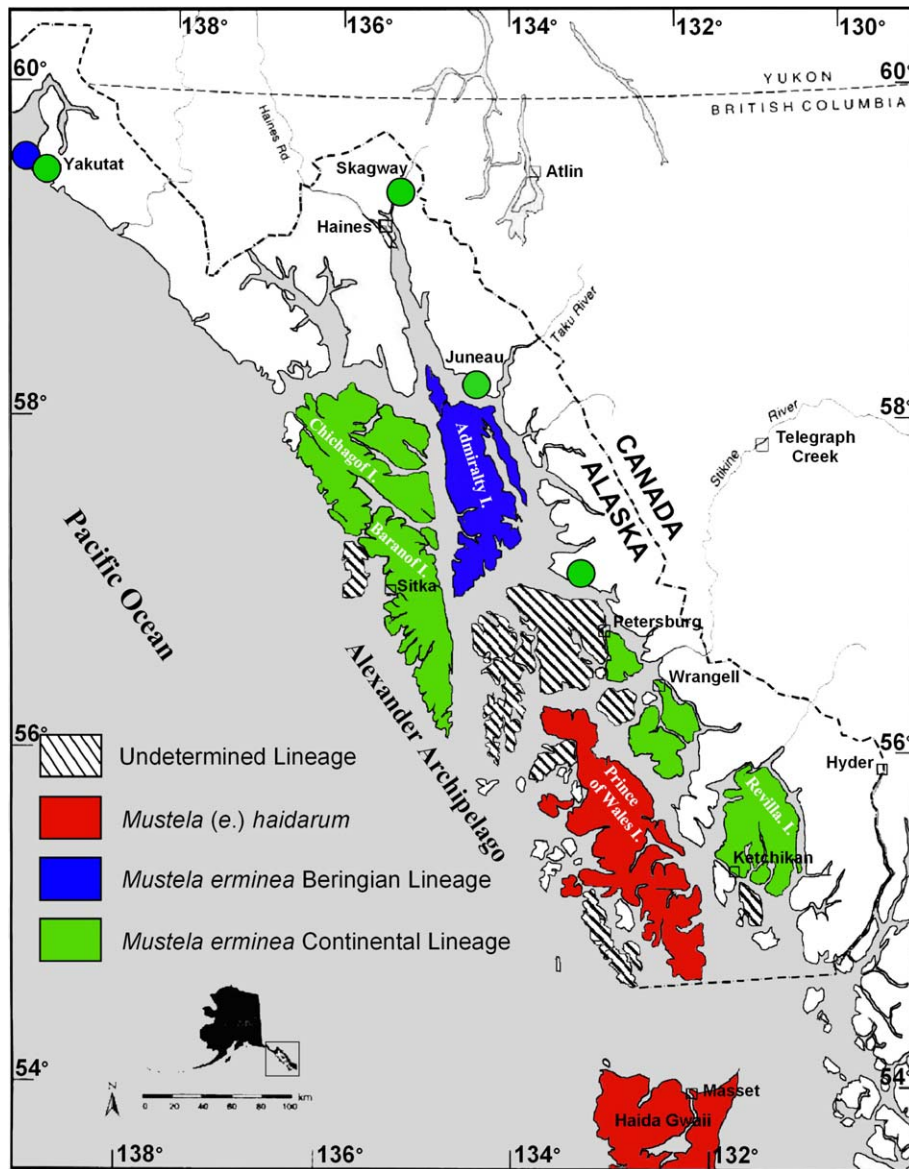 138° 136° 134° 132° 130°
60° 60°
YUKON
BRITISH COLUMBIA
Haines Rd.
Yakutat
Skagway
Atlin
Haines
Taku River
Juneau
58° 58°
Chichagof I.
Admiralty I.
CANADA
ALASKA
Stikine River
Telegraph
Creek
Baranof I.
Sitka
Pacific Ocean
Petersburg
Alexander Archipelago
Wrangell
56° 56°
Hyder
Prince
of Wales I.
Revilla. I.
Ketchikan
Undetermined Lineage
Mustela (e.) haidarum
Mustela erminea Beringian Lineage
Mustela erminea Continental Lineage
54° 54°
N
0 20 40 60 80 100
km
Masset
Haida Gwaii
138° 136° 134° 132°